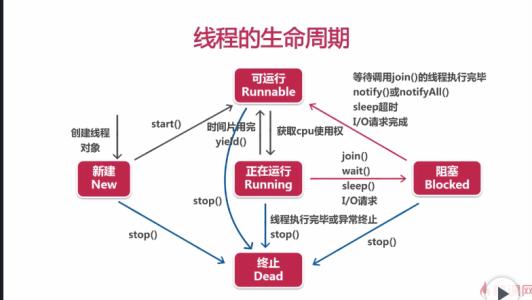 线程的生命周期
可运行
Runnable
等待调用join()的线程执行完毕
notify()或notifyAll()
sleep超时
I/O请求完成
创建线程
对象
start()
时间片用完
yield()
获取cpu使用权
新建
New
正在运行
Running
join()
wait()
sleep()
I/O请求
阻塞
Blocked
stop()
线程执行完毕或异常终止
stop()
stop()
stop()
终止
Dead